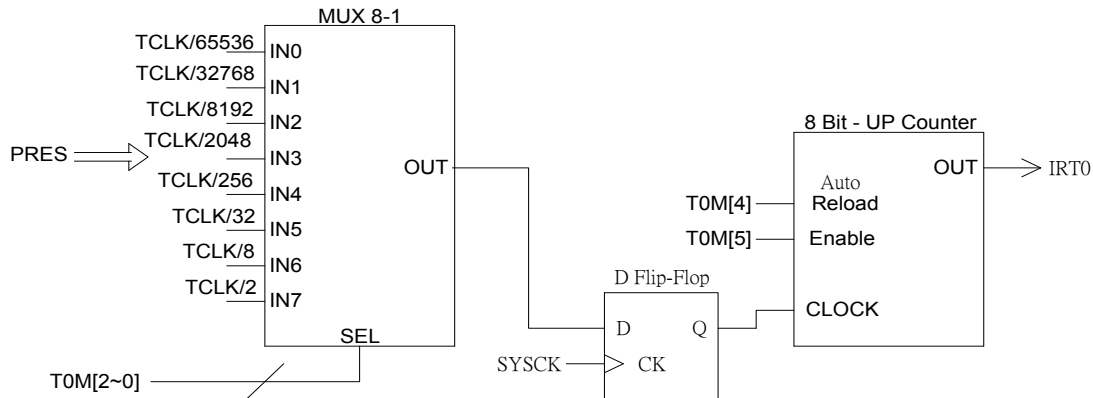 MUX 8-1
TCLK/65536
IN0
TCLK/32768
IN1
TCLK/8192
IN2
TCLK/2048
IN3
PRES
TCLK/256
IN4
TCLK/32
IN5
TCLK/8
IN6
TCLK/2
IN7
OUT
SEL
T0M[2~0]
D Flip-Flop
D
Q
SYSCK
CK
8 Bit - UP Counter
OUT
IRT0
T0M[4]
Auto
Reload
T0M[5]
Enable
CLOCK